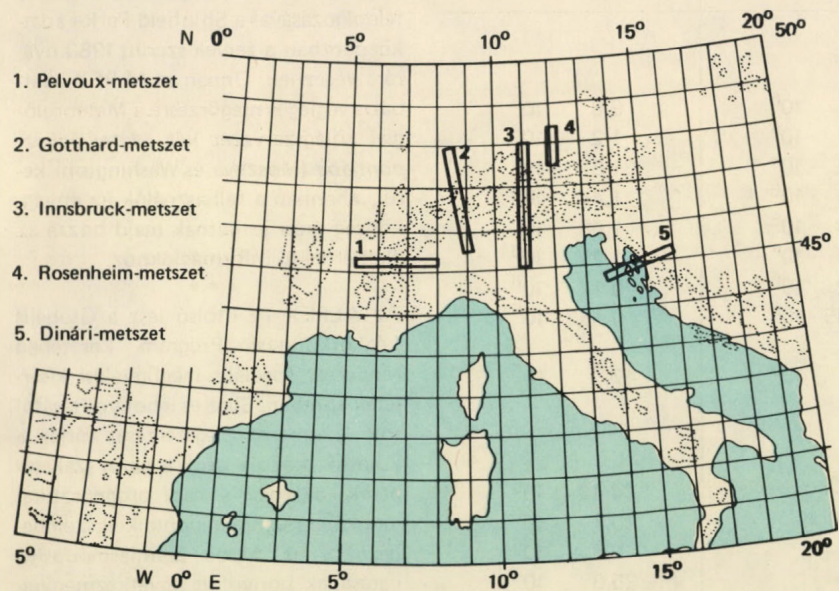 N 0° 5° 10° 15° 20° 50°
1. Pelvoux-metszet
2. Gotthard-metszet
3. Innsbruck-metszet
4. Rosenheim-metszet
5. Dinári-metszet
1
2
3
4
5
45°
5° W 0° E 5° 10° 15° 20°